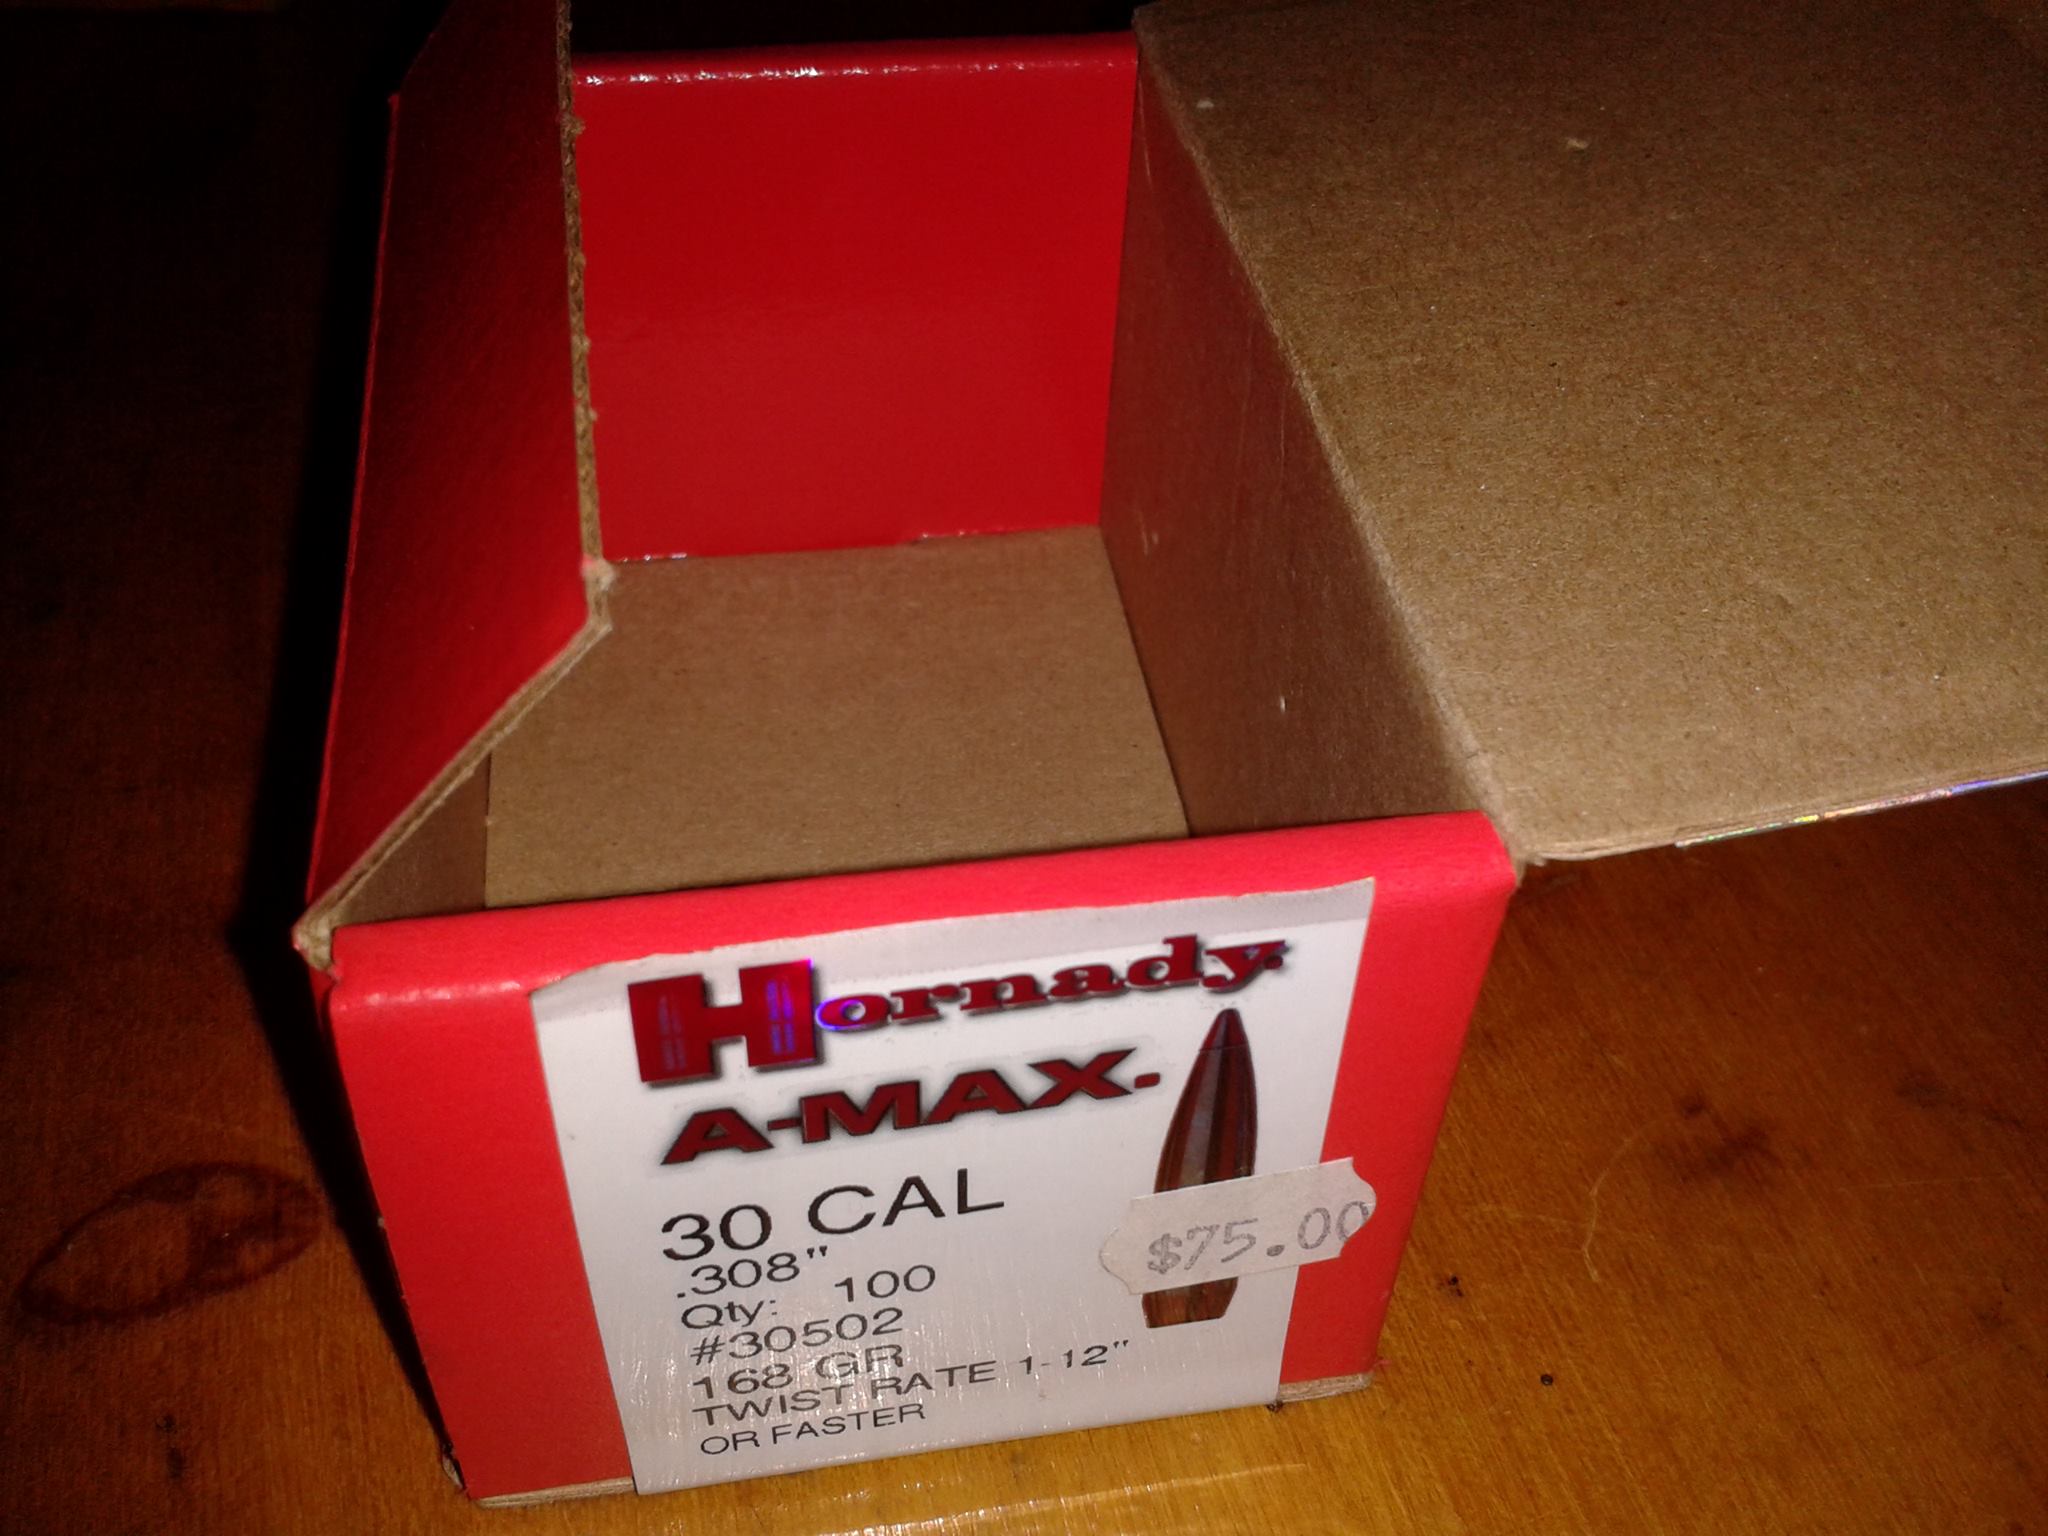 Hornady.
A-MAX.
30 CAL
.308"
Qty: 100
#30502
168 GR
TWIST RATE 1-12"
OR FASTER
$75.00